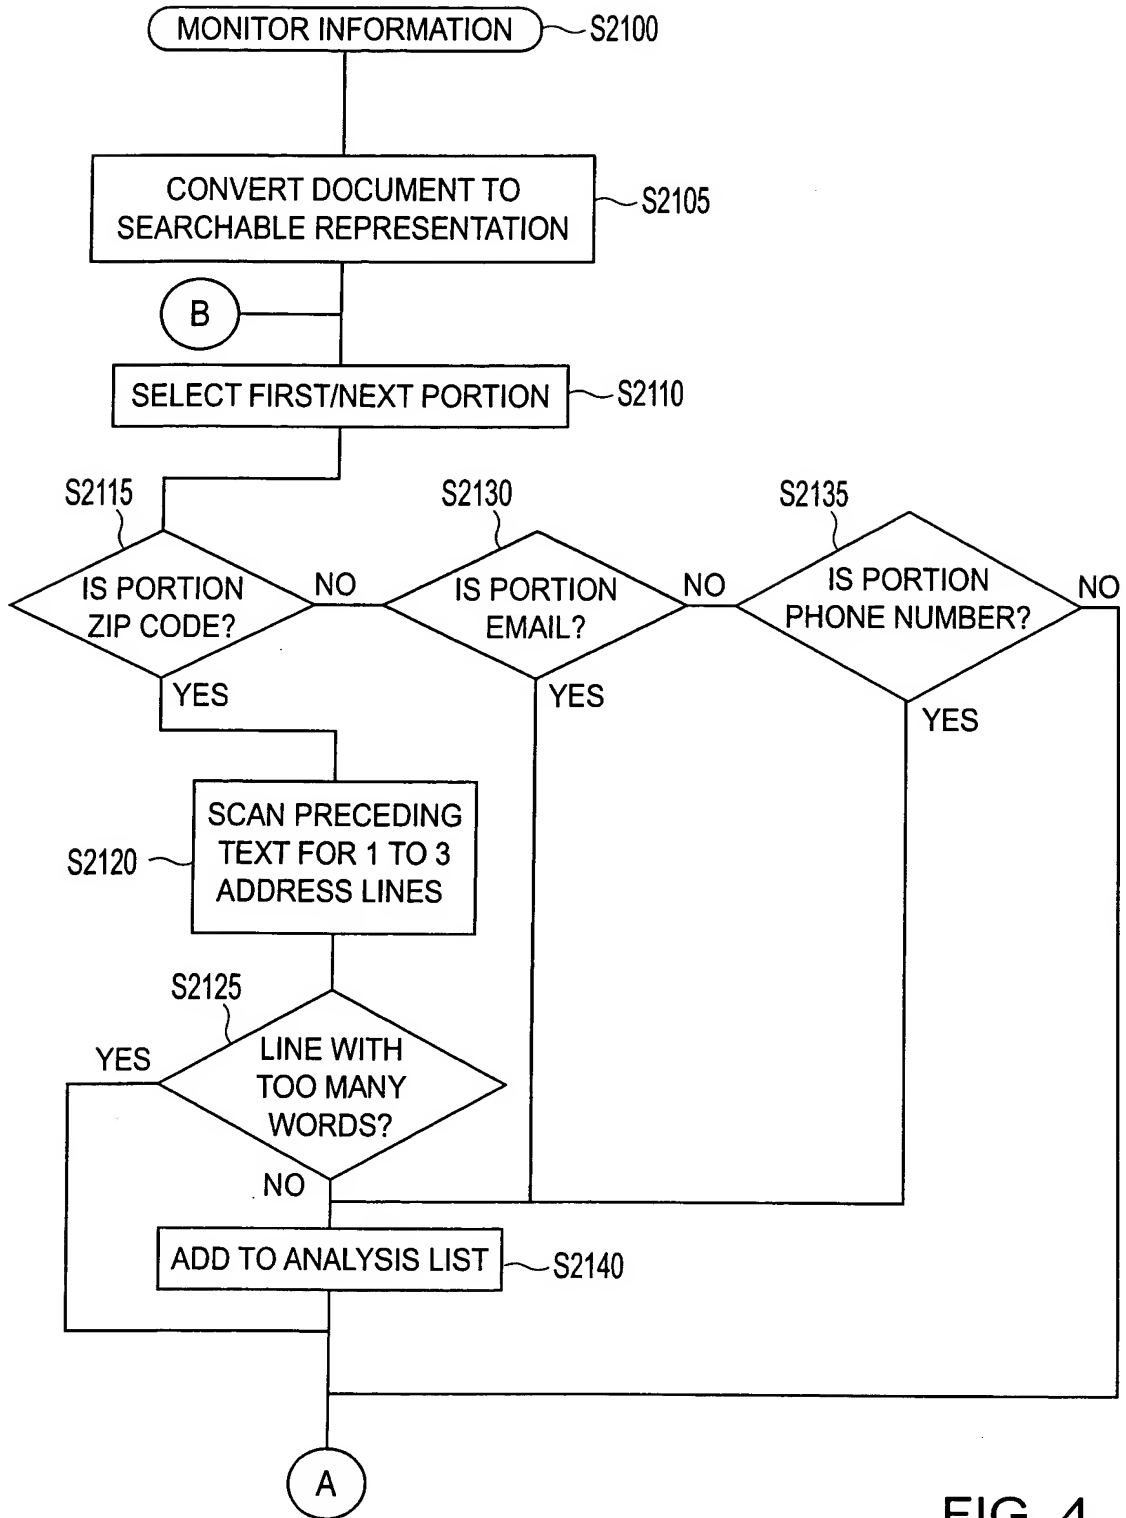 MONITOR INFORMATION
S2100
CONVERT DOCUMENT TO
SEARCHABLE REPRESENTATION
S2105
B
SELECT FIRST/NEXT PORTION
S2110
S2115
IS PORTION
ZIP CODE?
NO
YES
S2130
IS PORTION
EMAIL?
NO
YES
S2135
IS PORTION
PHONE NUMBER?
NO
YES
S2120
SCAN PRECEDING
TEXT FOR 1 TO 3
ADDRESS LINES
S2125
YES
LINE WITH
TOO MANY
WORDS?
NO
ADD TO ANALYSIS LIST
S2140
A
FIG. 4